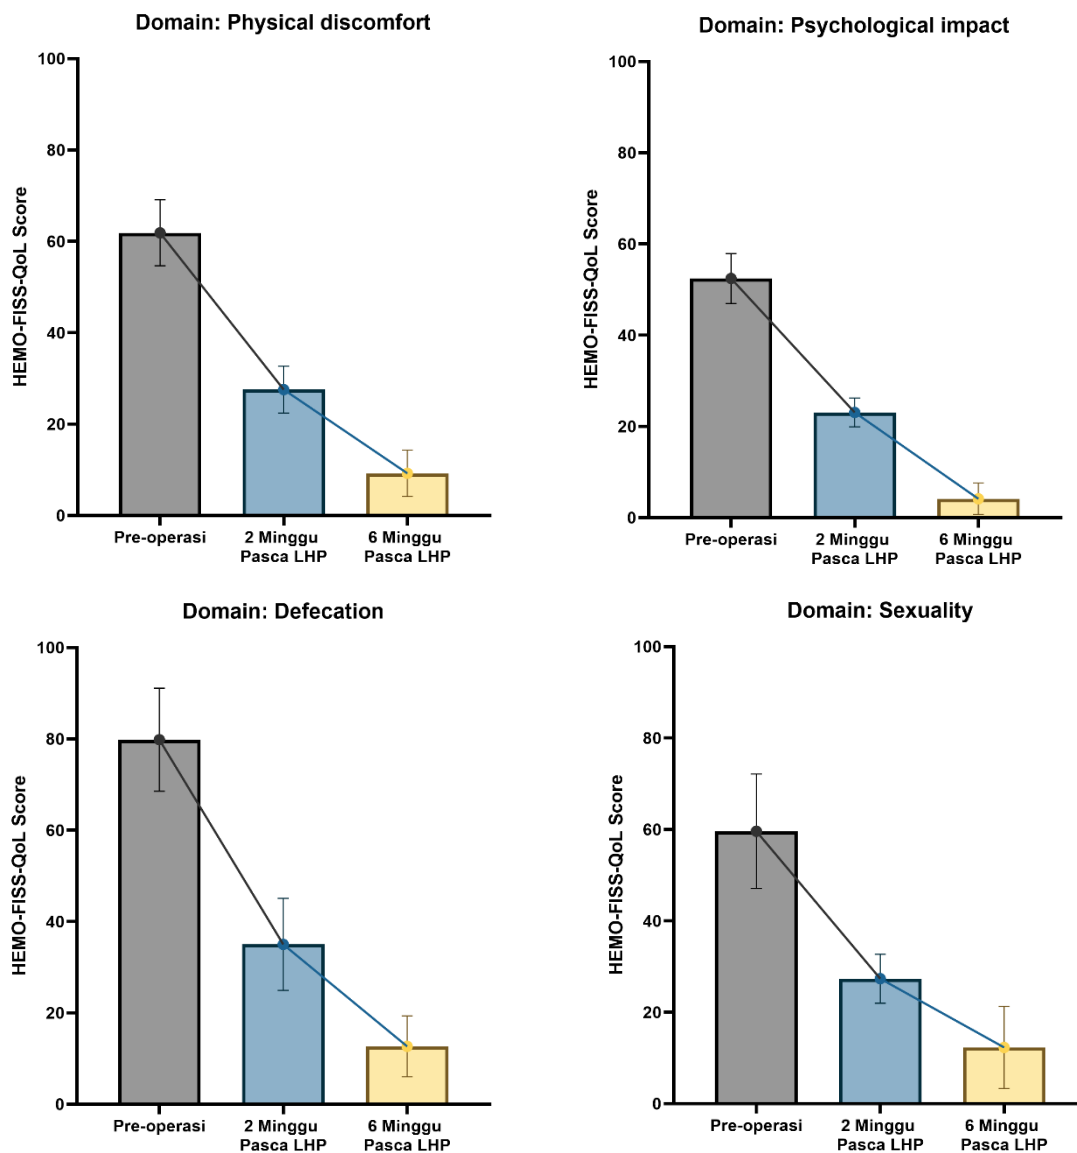 Domain: Physical discomfort
HEMO-FISS-QoL Score
100
80
60
40
20
0
Pre-operasi
2 Minggu
Pasca LHP
6 Minggu
Pasca LHP
Domain: Psychological impact
HEMO-FISS-QoL Score
100
80
60
40
20
0
Pre-operasi
2 Minggu
Pasca LHP
6 Minggu
Pasca LHP
Domain: Defecation
HEMO-FISS-QoL Score
100
80
60
40
20
0
Pre-operasi
2 Minggu
Pasca LHP
6 Minggu
Pasca LHP
Domain: Sexuality
HEMO-FISS-QoL Score
100
80
60
40
20
0
Pre-operasi
2 Minggu
Pasca LHP
6 Minggu
Pasca LHP